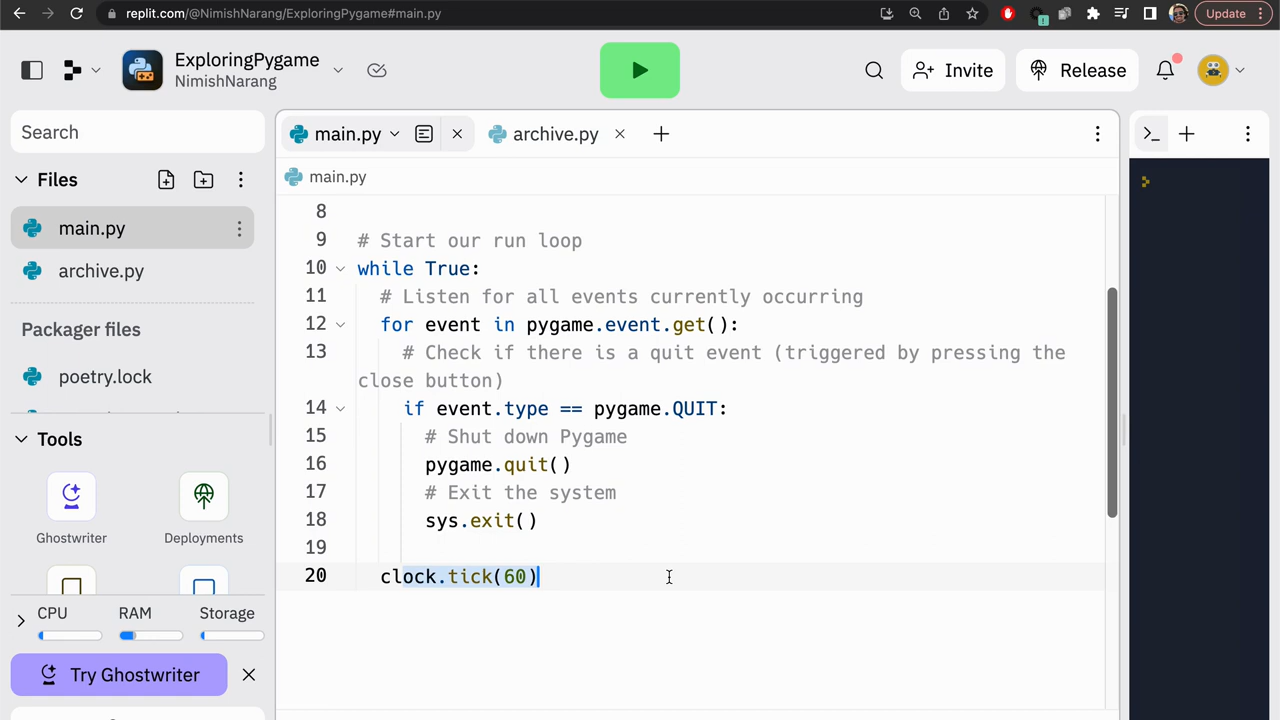 replit.com/@NimishNarang/ExploringPygame#main.py
Update
ExploringPygame
NimishNarang
Invite
Release
Search
main.py
archive.py
Files
main.py
main.py
archive.py
Packager files
poetry.lock
Tools
Ghostwriter
Deployments
CPU
RAM
Storage
Try Ghostwriter
8
9 # Start our run loop
10 while True:
11 # Listen for all events currently occurring
12 for event in pygame.event.get():
13 # Check if there is a quit event (triggered by pressing the
close button)
14 if event.type == pygame.QUIT:
15 # Shut down Pygame
16 pygame.quit()
17 # Exit the system
18 sys.exit()
19
20 clock.tick(60)